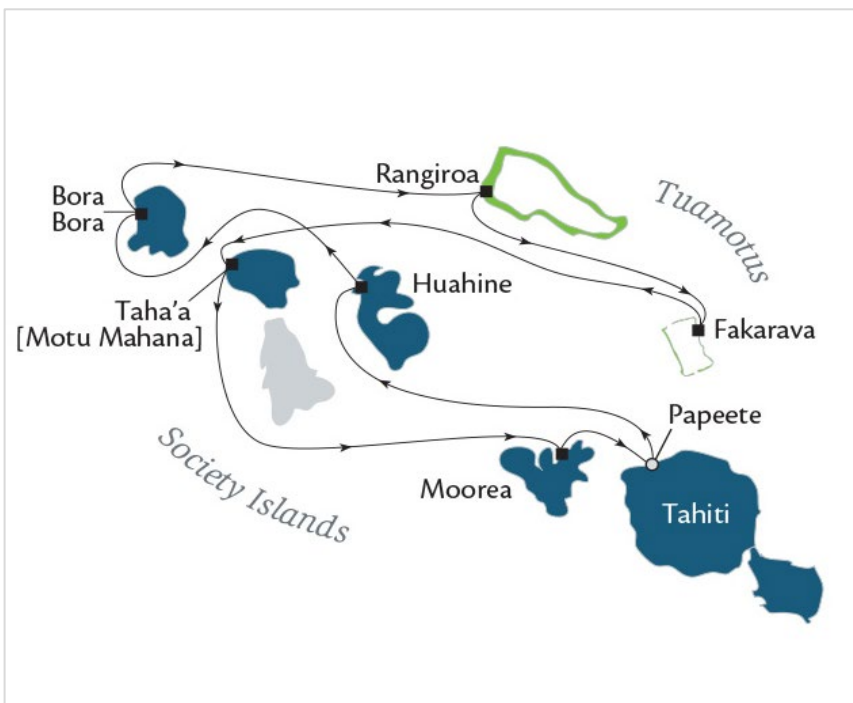 Rangiroa
Tuamotus
Bora
Bora
Huahine
Taha’a
[Motu Mahana]
Fakarava
Papeete
Society Islands
Moorea
Tahiti